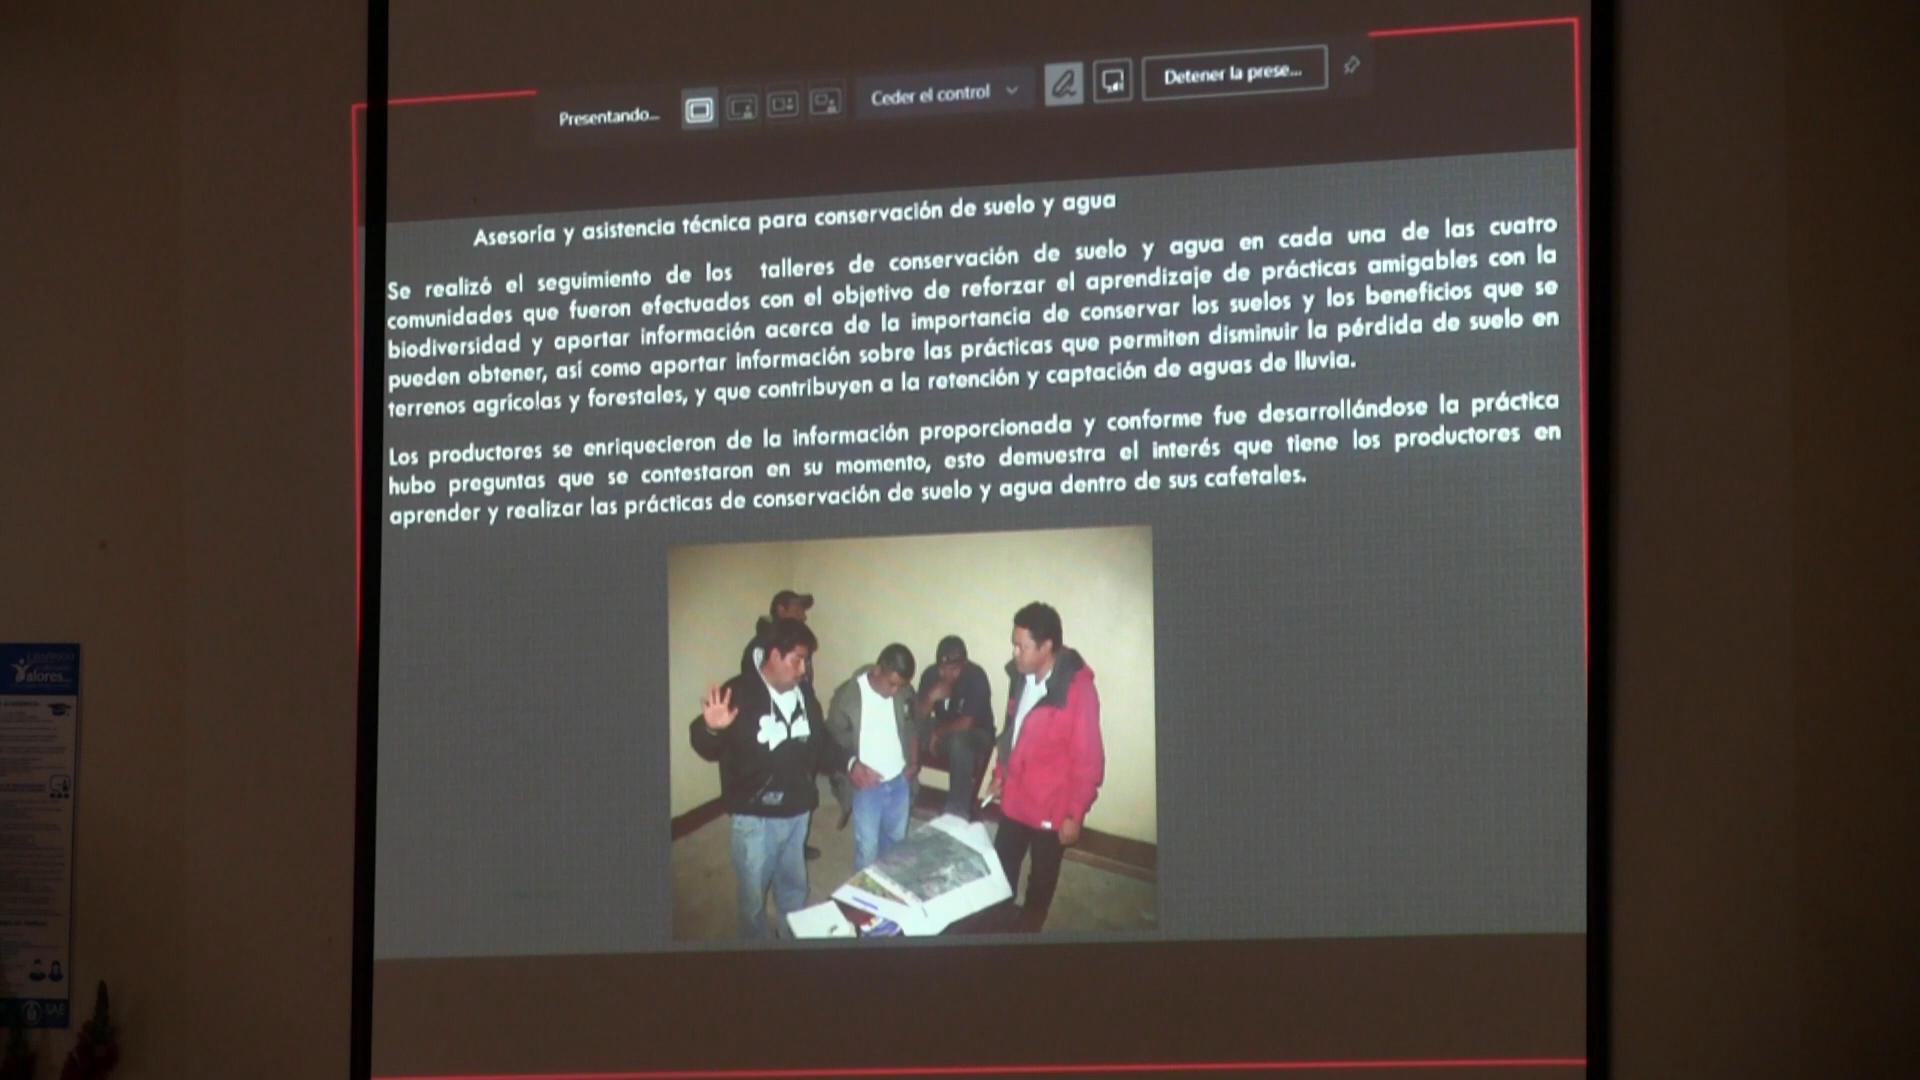 Presentando...
Ceder el control
Detener la prese...
Asesoría y asistencia técnica para conservación de suelo y agua
Se realizó el seguimiento de los talleres de conservación de suelo y agua en cada una de las cuatro
comunidades que fueron efectuados con el objetivo de reforzar el aprendizaje de prácticas amigables con la
biodiversidad y aportar información acerca de la importancia de conservar los suelos y los beneficios que se
pueden obtener, así como aportar información sobre las prácticas que permiten disminuir la pérdida de suelo en
terrenos agrícolas y forestales, y que contribuyen a la retención y captación de aguas de lluvia.
Los productores se enriquecieron de la información proporcionada y conforme fue desarrollándose la práctica
hubo preguntas que se contestaron en su momento, esto demuestra el interés que tiene los productores en
aprender y realizar las prácticas de conservación de suelo y agua dentro de sus cafetales.
alores...